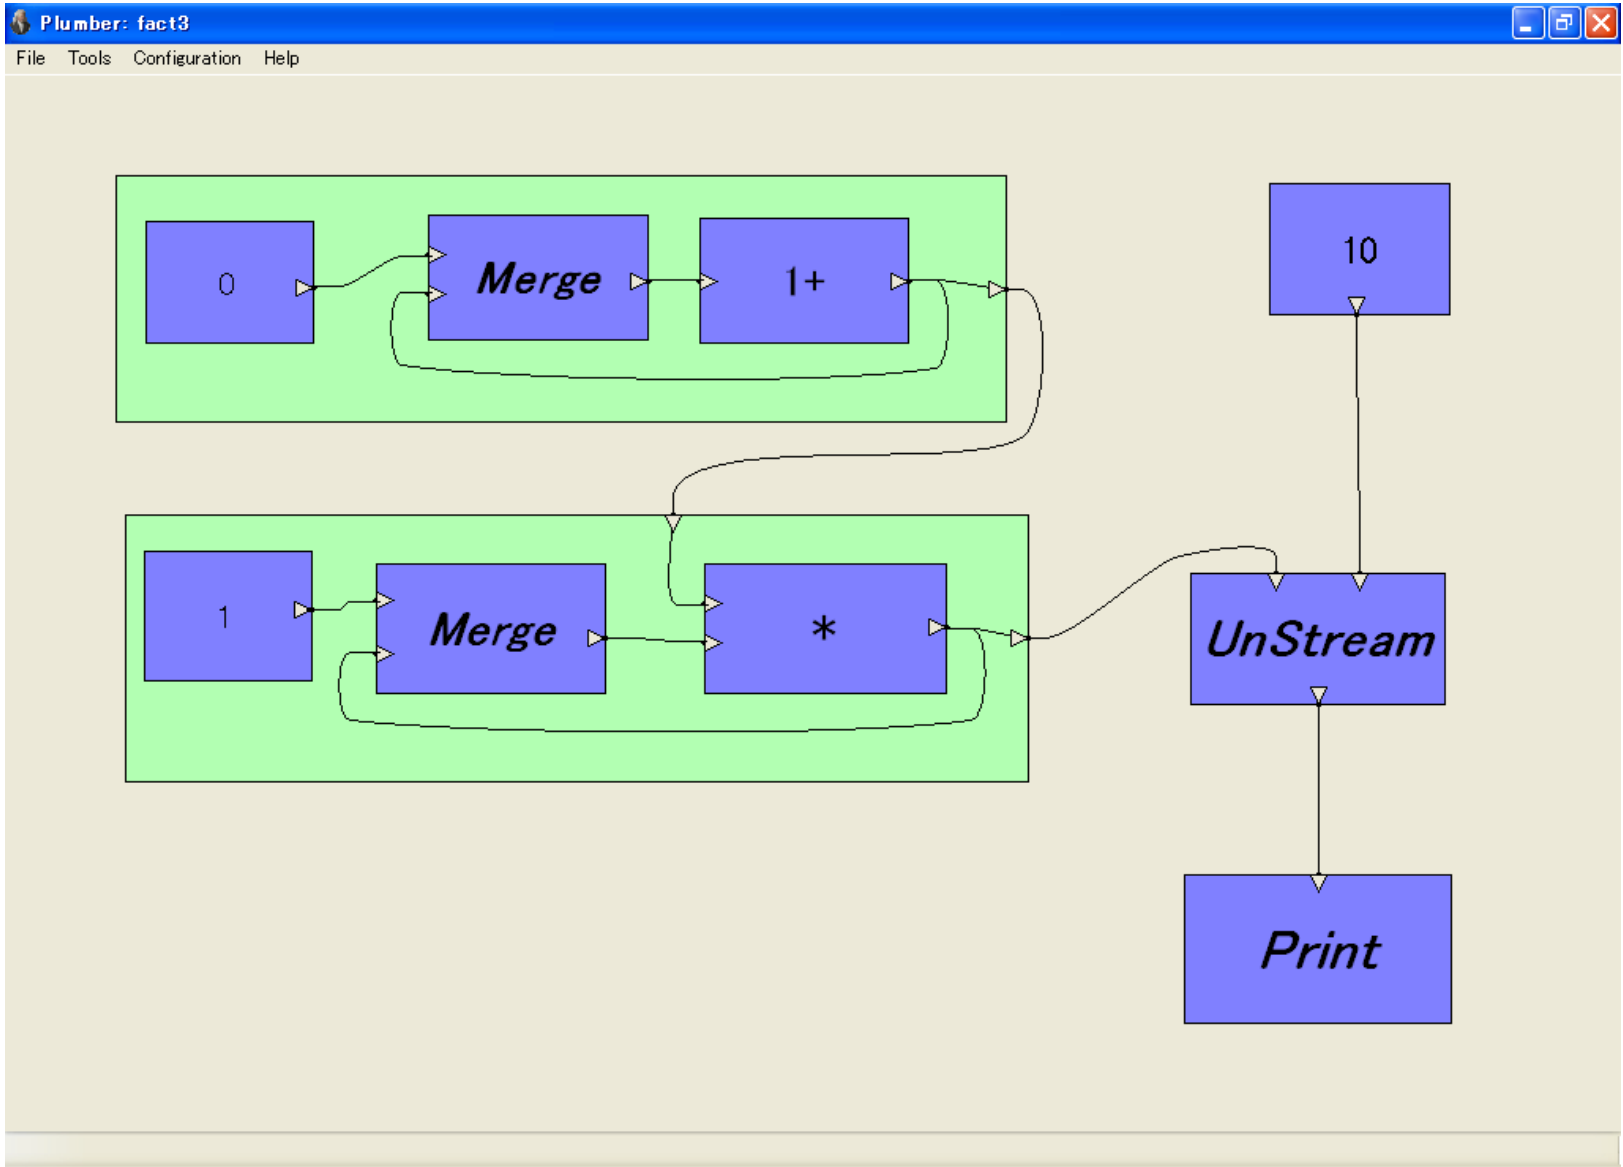 Plumber: fact3
File Tools Configuration Help
0
Merge
1+
10
1
Merge
*
UnStream
Print